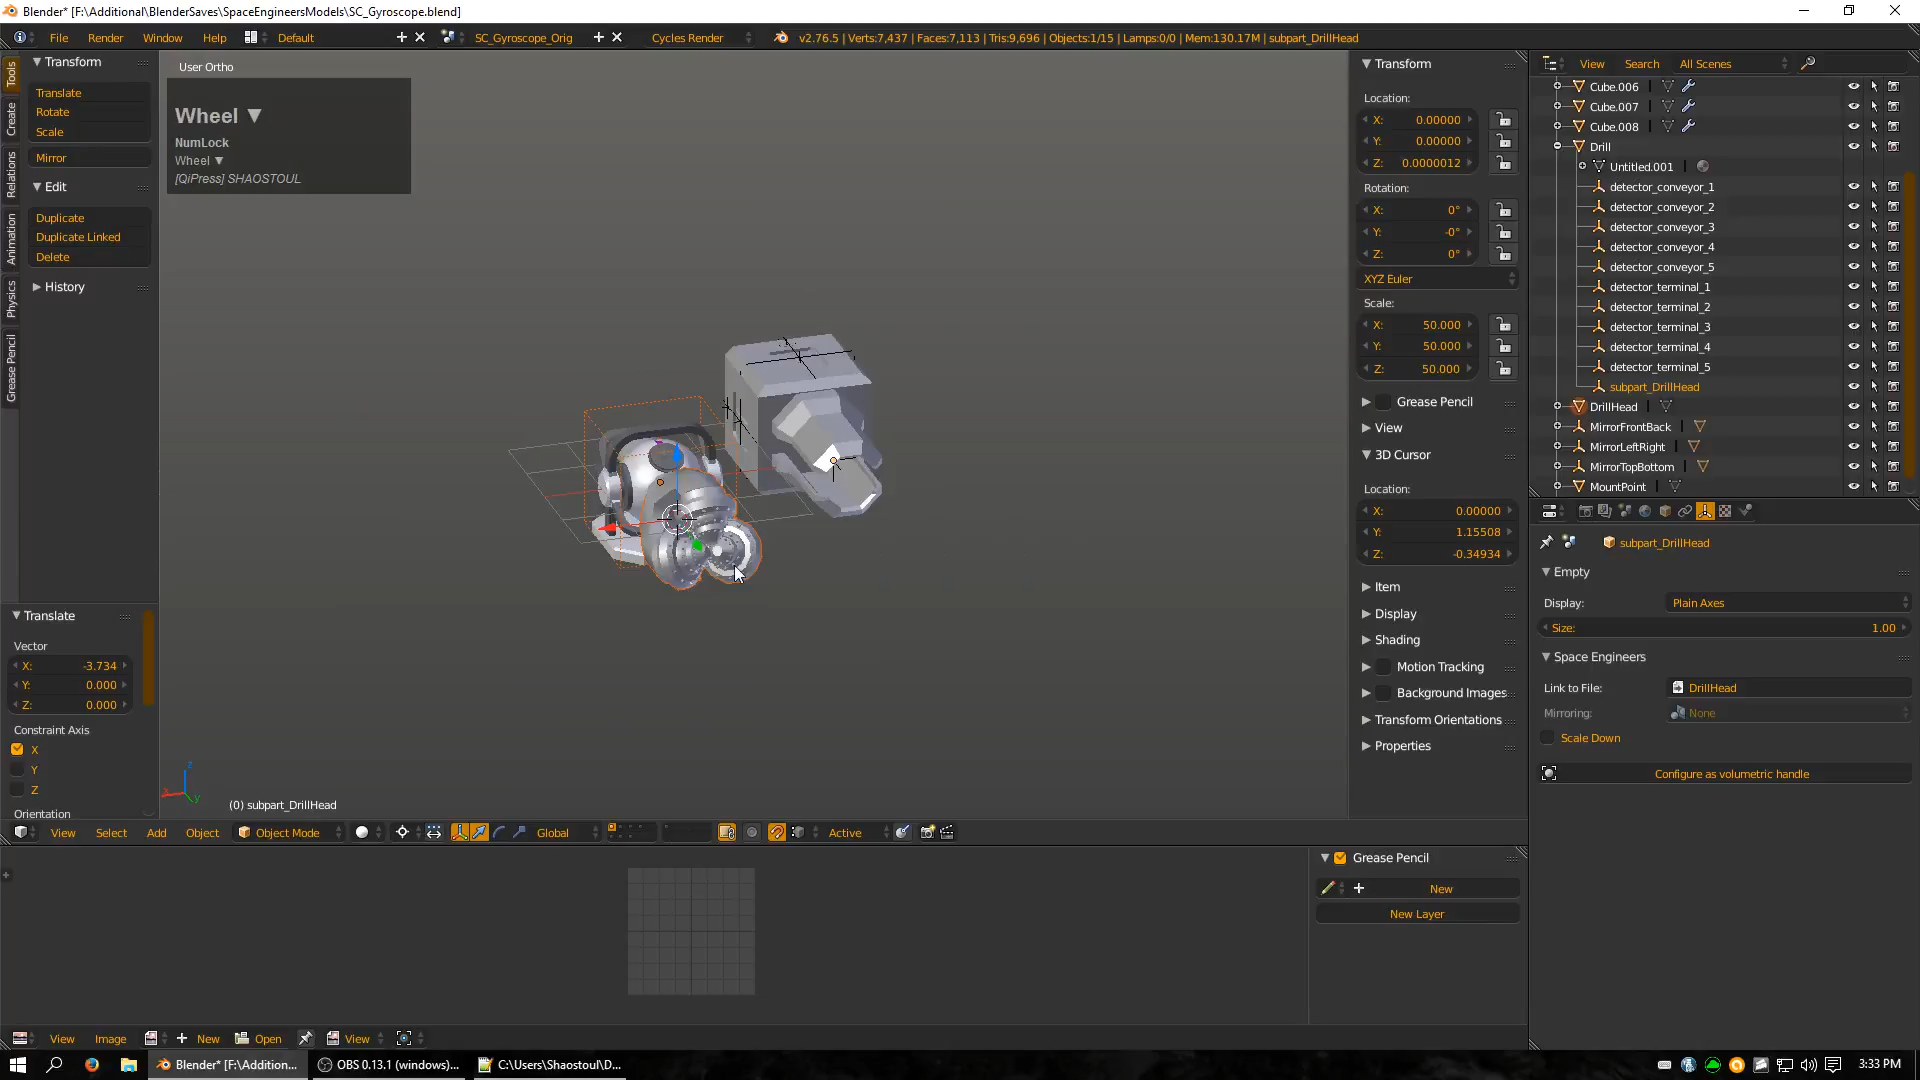 Blender* [F:\Additional\BlenderSaves\SpaceEngineersModels\SC_Gyroscope.blend]
File Render Window Help Default SC_Gyroscope_Orig Cycles Render v2.76.5 | Verts:7,437 | Faces:7,113 | Tris:9,696 | Objects:1/15 | Lamps:0/0 | Mem:130.17M | subpart_DrillHead
Tools
Create
Relations
Animation
Physics
Grease Pencil
Transform
Translate
Rotate
Scale
Mirror
Edit
Duplicate
Duplicate Linked
Delete
History
Translate
Vector
X: -3.734
Y: 0.000
Z: 0.000
Constraint Axis
X
Y
Z
Orientation
User Ortho
Wheel ▼
NumLock
Wheel ▼
[QiPress] SHAOSTOUL
z
x
y
(0) subpart_DrillHead
View Select Add Object Object Mode Global Active
Transform
Location:
X: 0.00000
Y: 0.00000
Z: 0.0000012
Rotation:
X: 0°
Y: -0°
Z: 0°
XYZ Euler
Scale:
X: 50.000
Y: 50.000
Z: 50.000
Grease Pencil
View
3D Cursor
Location:
X: 0.00000
Y: 1.15508
Z: -0.34934
Item
Display
Shading
Motion Tracking
Background Images
Transform Orientations
Properties
View Search All Scenes
Cube.006
Cube.007
Cube.008
Drill
Untitled.001
detector_conveyor_1
detector_conveyor_2
detector_conveyor_3
detector_conveyor_4
detector_conveyor_5
detector_terminal_1
detector_terminal_2
detector_terminal_3
detector_terminal_4
detector_terminal_5
subpart_DrillHead
DrillHead
MirrorFrontBack
MirrorLeftRight
MirrorTopBottom
MountPoint
subpart_DrillHead
Empty
Display: Plain Axes
Size: 1.00
Space Engineers
Link to File: DrillHead
Mirroring: None
Scale Down
Configure as volumetric handle
Grease Pencil
New
New Layer
View Image New Open View
Blender* [F:\Addition... OBS 0.13.1 (windows)... C:\Users\Shaostoul\D... 3:33 PM